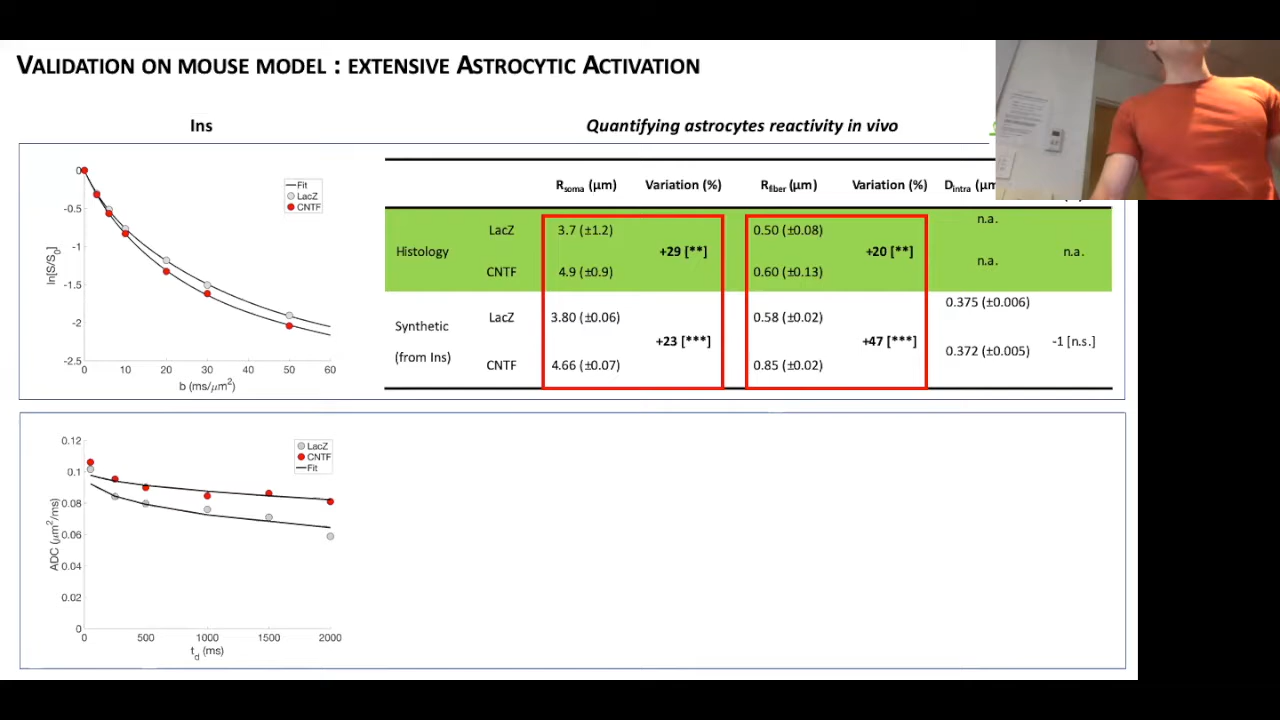 VALIDATION ON MOUSE MODEL : EXTENSIVE ASTROCYTIC ACTIVATION
Ins
Quantifying astrocytes reactivity in vivo
0
-0.5
-1
-1.5
-2
-2.5
ln[S/S0]
0 10 20 30 40 50 60
b (ms/μm²)
Fit
LacZ
CNTF
Rsoma (μm) Variation (%) Rfiber (μm) Variation (%) Dintra (μm
Histology LacZ 3.7 (±1.2) +29 [**] 0.50 (±0.08) +20 [**] n.a. n.a.
CNTF 4.9 (±0.9) 0.60 (±0.13) n.a.
Synthetic (from Ins) LacZ 3.80 (±0.06) +23 [***] 0.58 (±0.02) +47 [***] 0.375 (±0.006) -1 [n.s.]
CNTF 4.66 (±0.07) 0.85 (±0.02) 0.372 (±0.005)
0.12
0.1
0.08
0.06
0.04
0.02
0
ADC (μm²/ms)
0 500 1000 1500 2000
td (ms)
LacZ
CNTF
Fit